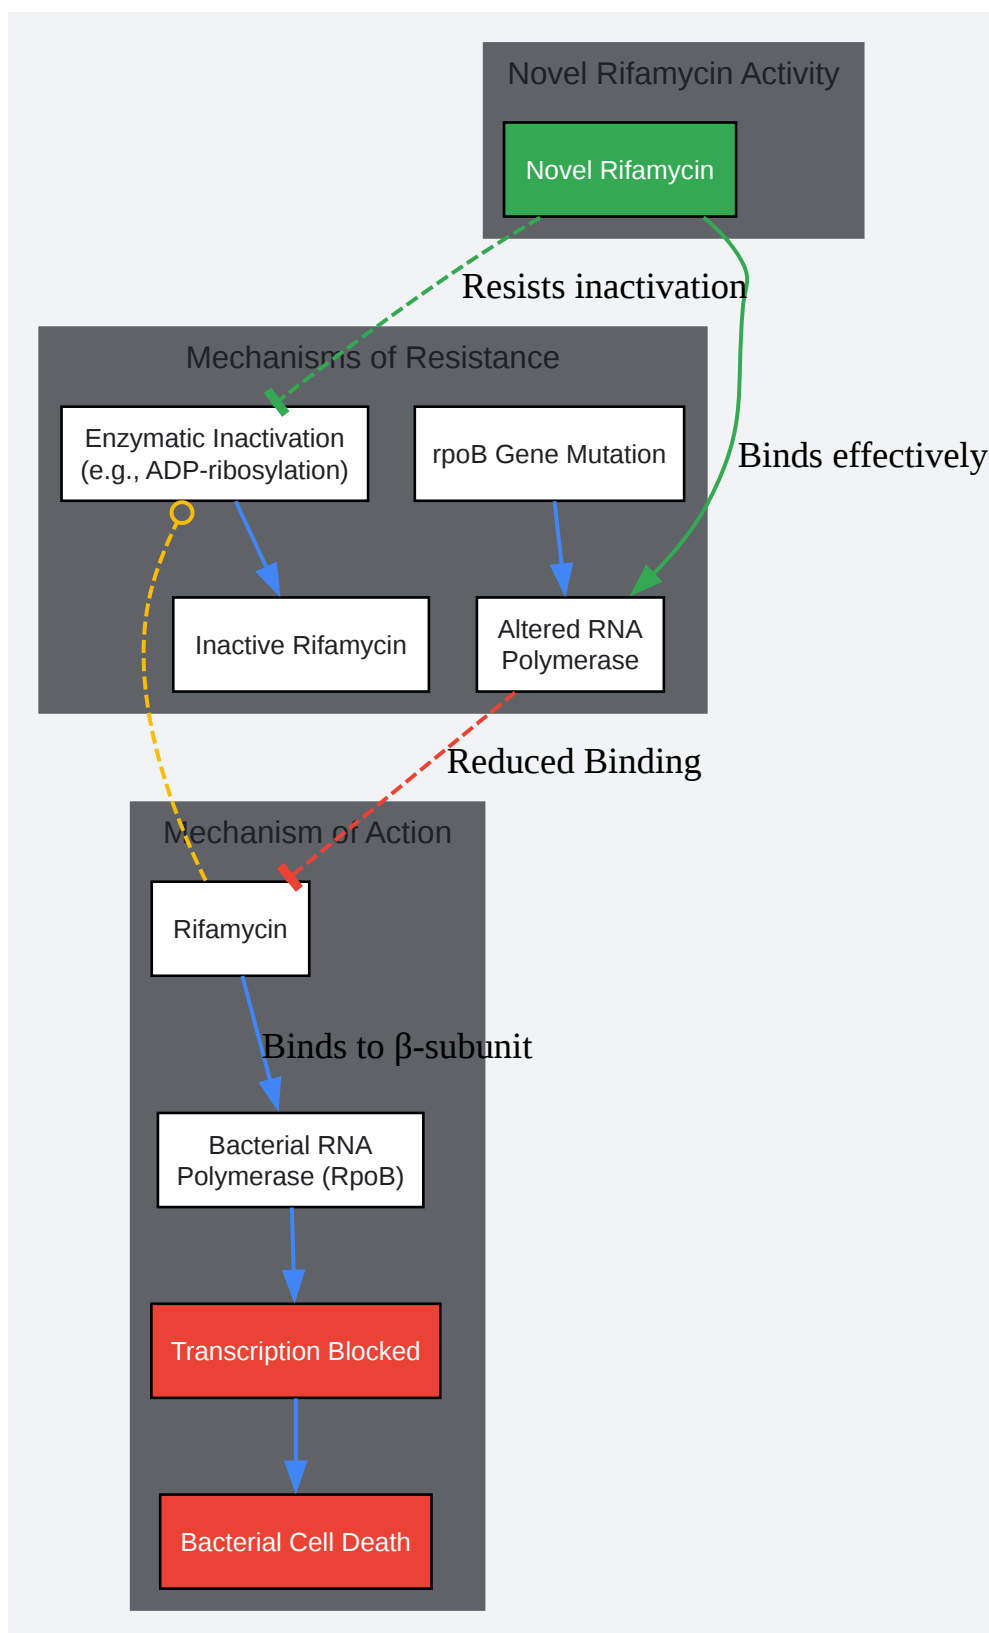 Novel Rifamycin Activity
Novel Rifamycin
Resists inactivation
Mechanisms of Resistance
Enzymatic Inactivation
(e.g., ADP-ribosylation)
rpoB Gene Mutation
Binds effectively
Inactive Rifamycin
Altered RNA
Polymerase
Reduced Binding
Mechanism of Action
Rifamycin
Binds to β-subunit
Bacterial RNA
Polymerase (RpoB)
Transcription Blocked
Bacterial Cell Death